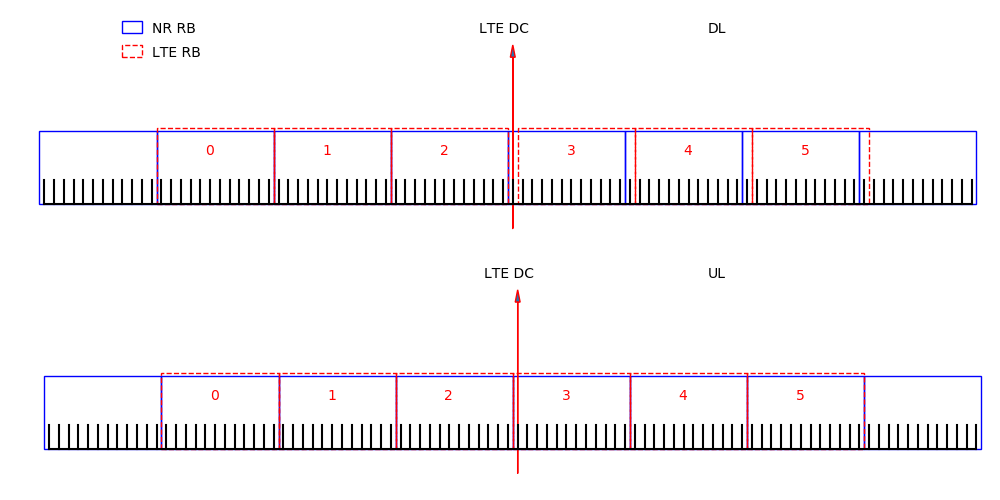 NR RB
LTE RB
LTE DC
DL
0 1 2 3 4 5
LTE DC
UL
0 1 2 3 4 5